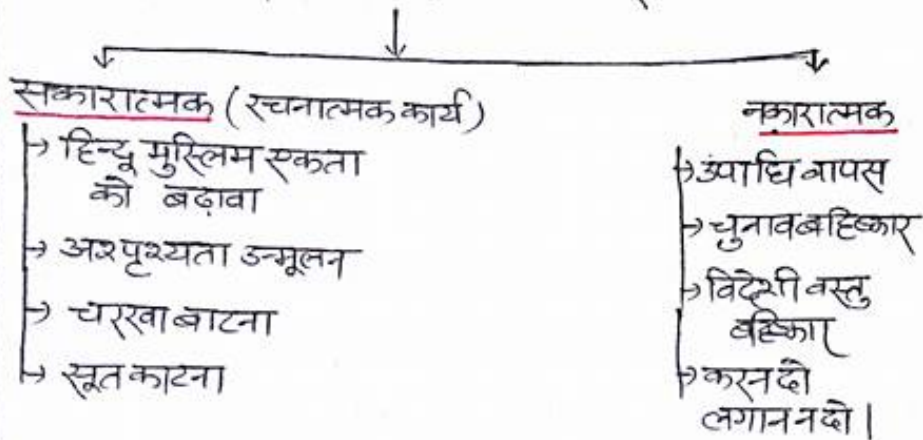 सकारात्मक (रचनात्मक कार्य)
→ हिन्दू मुस्लिम एकता
को बढ़ावा
→ अश्पृश्यता उन्मूलन
→ चरखा बाटना
→ सूत काटना
नकारात्मक
→ उपाधि वापस
→ चुनाव बहिष्कार
→ विदेशी वस्तु
बहिष्कार
→ कर न दो
लगान न दो।